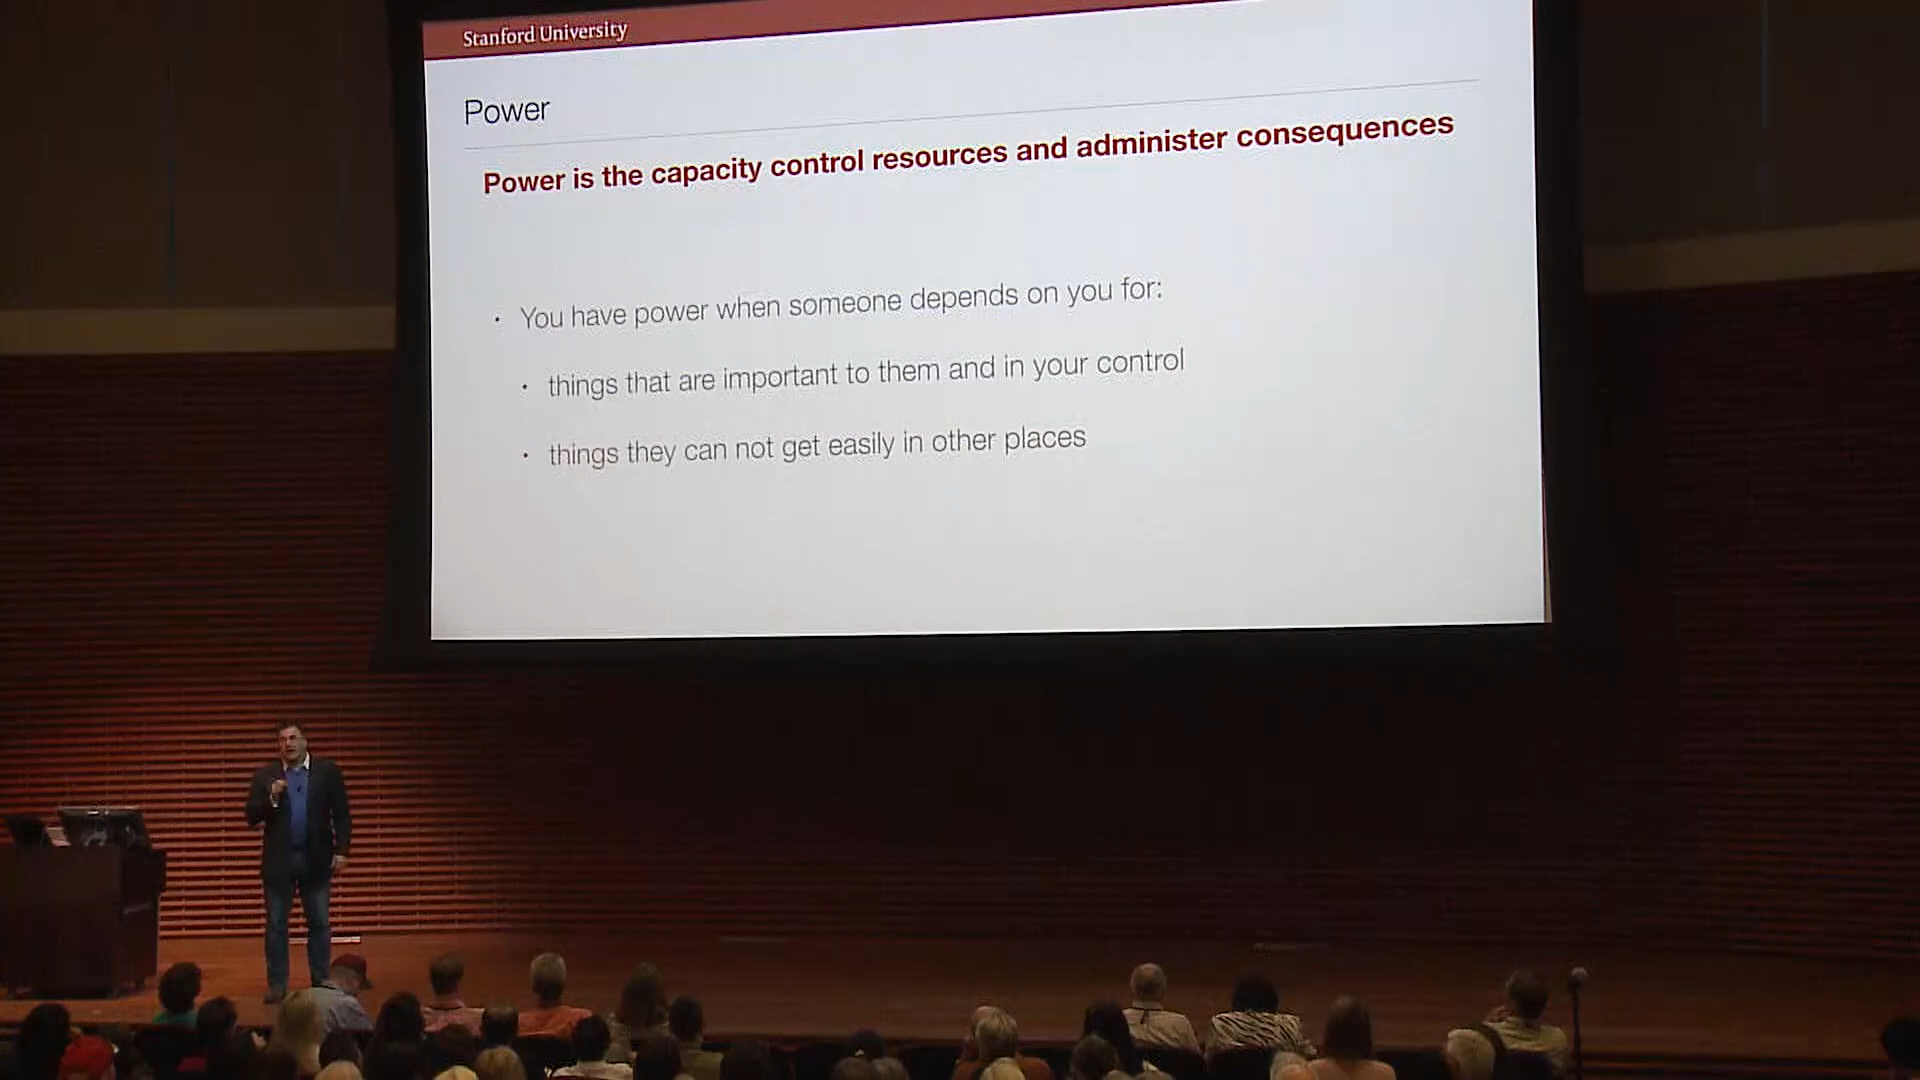 Stanford University
Power
Power is the capacity control resources and administer consequences
· You have power when someone depends on you for:
· things that are important to them and in your control
· things they can not get easily in other places